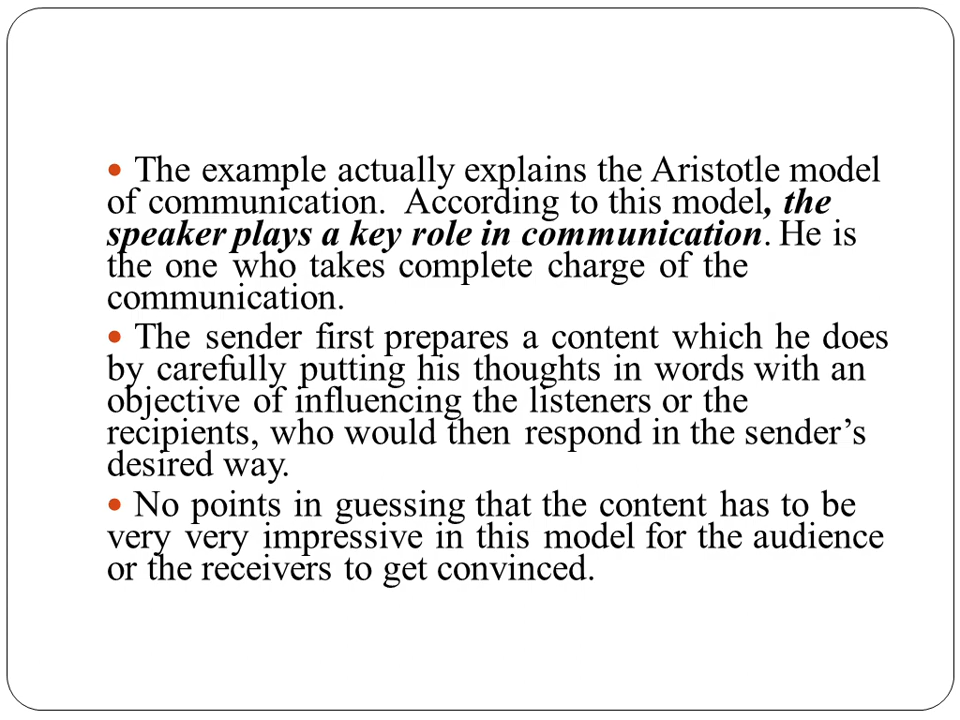 • The example actually explains the Aristotle model
of communication. According to this model, the
speaker plays a key role in communication. He is
the one who takes complete charge of the
communication.
• The sender first prepares a content which he does
by carefully putting his thoughts in words with an
objective of influencing the listeners or the
recipients, who would then respond in the sender’s
desired way.
• No points in guessing that the content has to be
very very impressive in this model for the audience
or the receivers to get convinced.